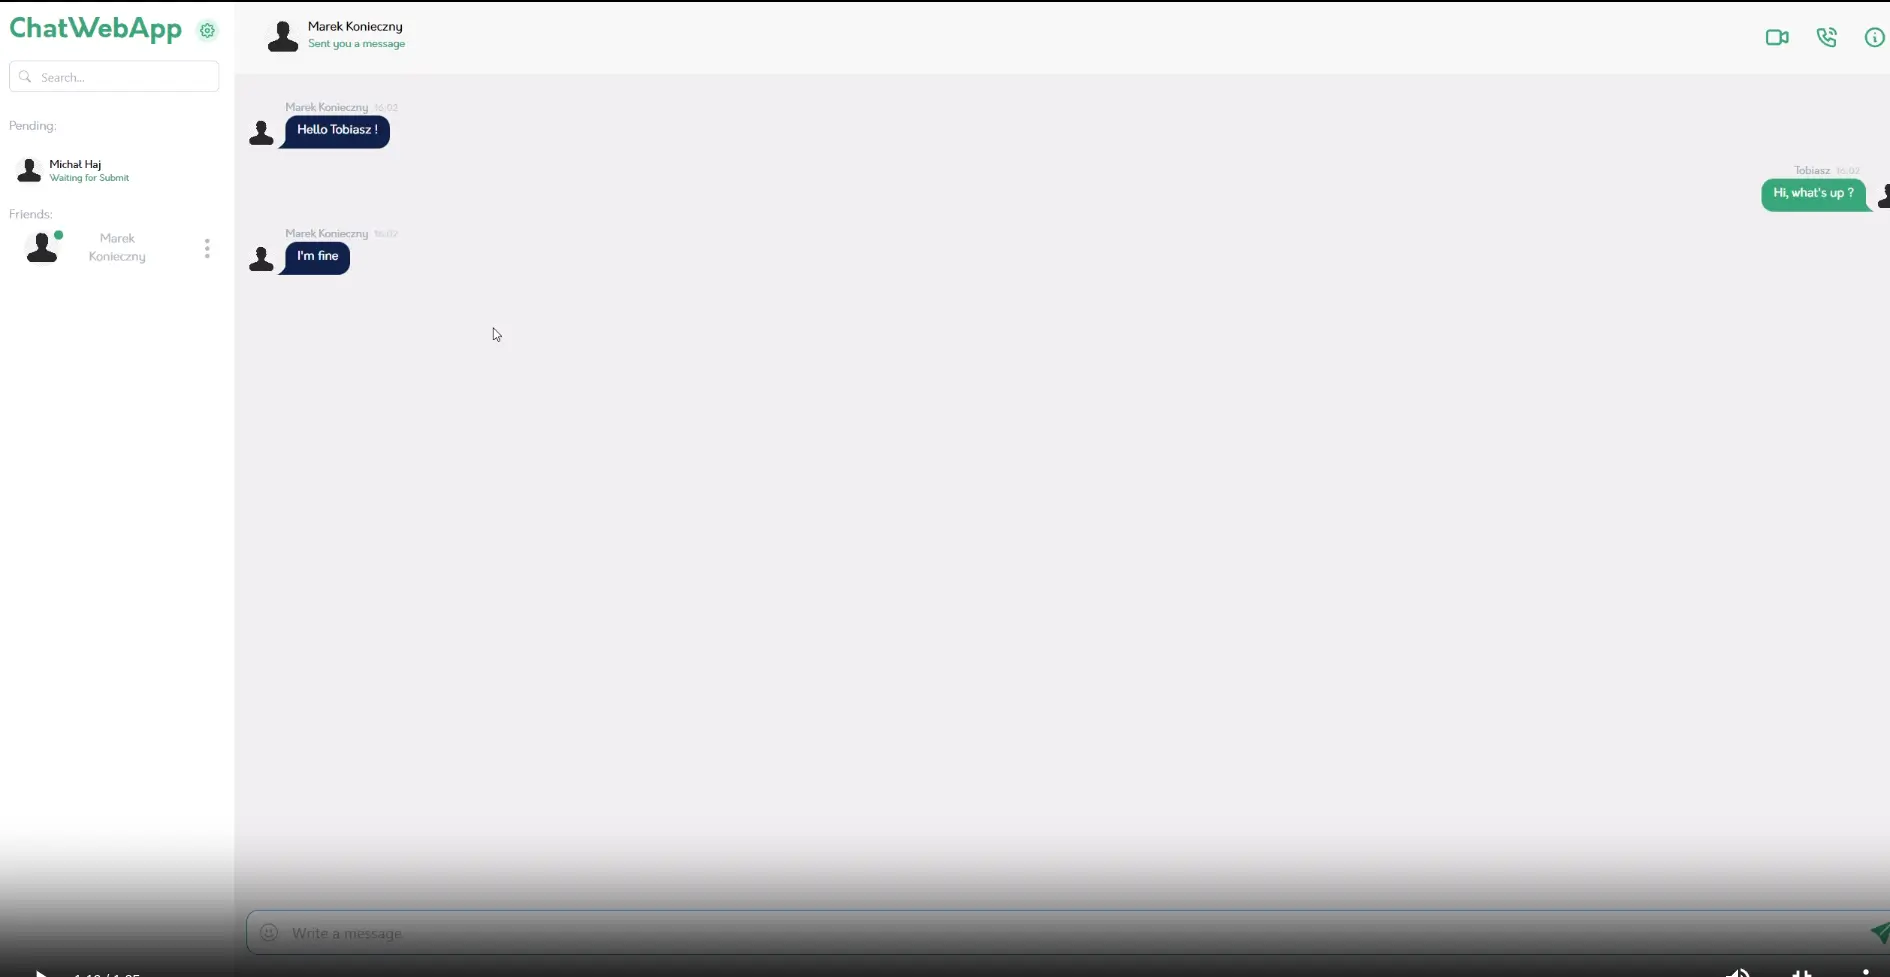 ChatWebApp
Search...
Pending:
Michał Haj
Waiting for Submit
Friends:
Marek
Konieczny
Marek Konieczny
Sent you a message
Marek Konieczny 16:02
Hello Tobiasz !
Tobiasz 16:02
Hi, what's up ?
Marek Konieczny 16:02
I'm fine
Write a message